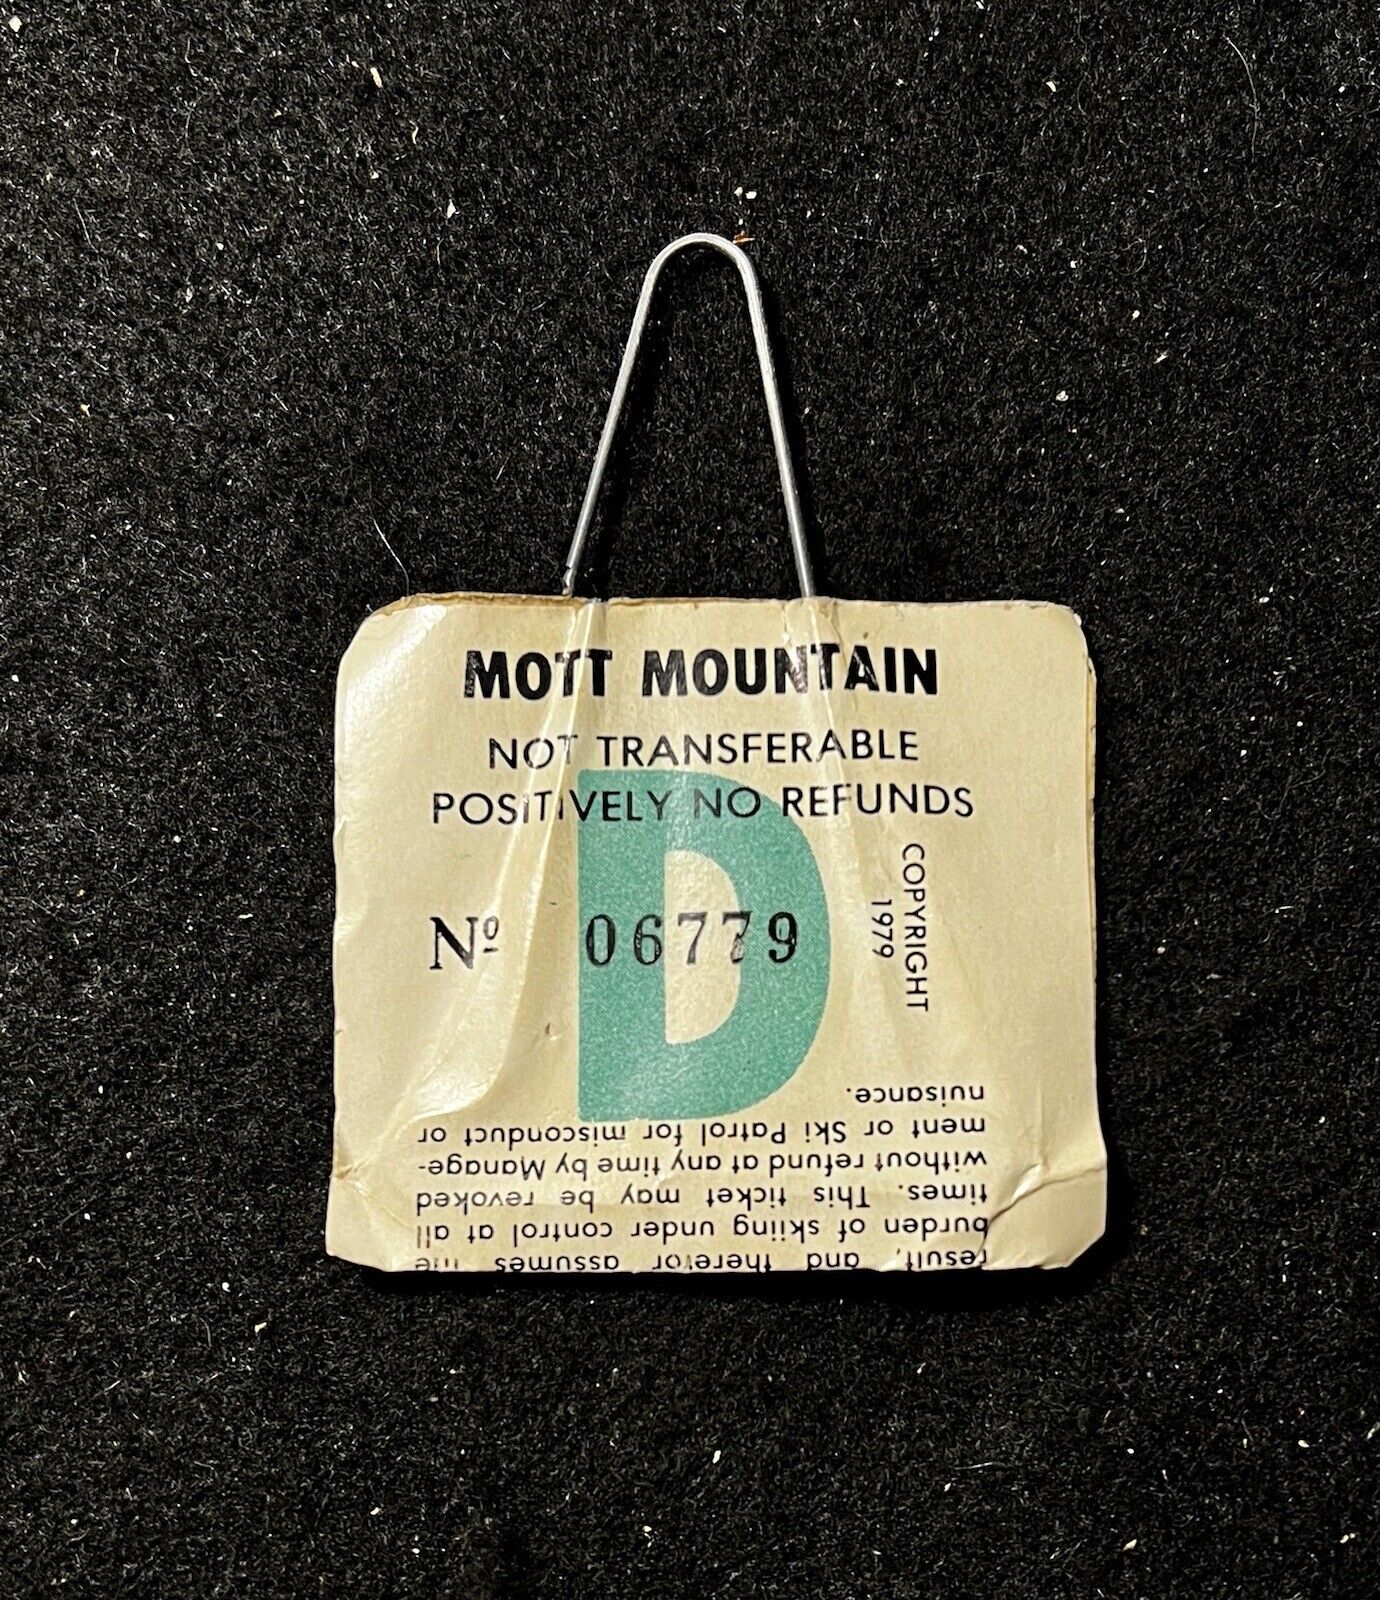 MOTT MOUNTAIN
NOT TRANSFERABLE
POSITIVELY NO REFUNDS
D
COPYRIGHT
1979
Nº 06779
result, and therefor assumes the
burden of skiing under control at all
times. This ticket may be revoked
without refund at any time by Manage-
ment or Ski Patrol for misconduct or
nuisance.